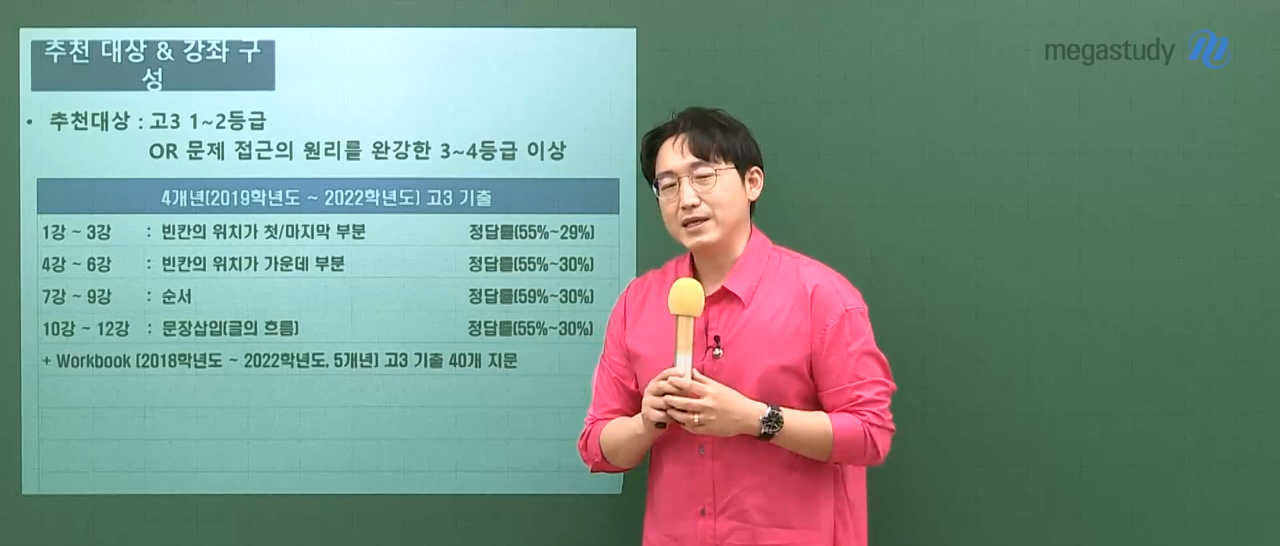 추천 대상 & 강좌 구
성
megastudy
• 추천대상 : 고3 1~2등급
OR 문제 접근의 원리를 완강한 3~4등급 이상
4개년(2019학년도 ~ 2022학년도) 고3 기출
1강 ~ 3강 : 빈칸의 위치가 첫/마지막 부분 정답률(55%~29%)
4강 ~ 6강 : 빈칸의 위치가 가운데 부분 정답률(55%~30%)
7강 ~ 9강 : 순서 정답률(59%~30%)
10강 ~ 12강 : 문장삽입(글의 흐름) 정답률(55%~30%)
+ Workbook (2018학년도 ~ 2022학년도, 5개년) 고3 기출 40개 지문